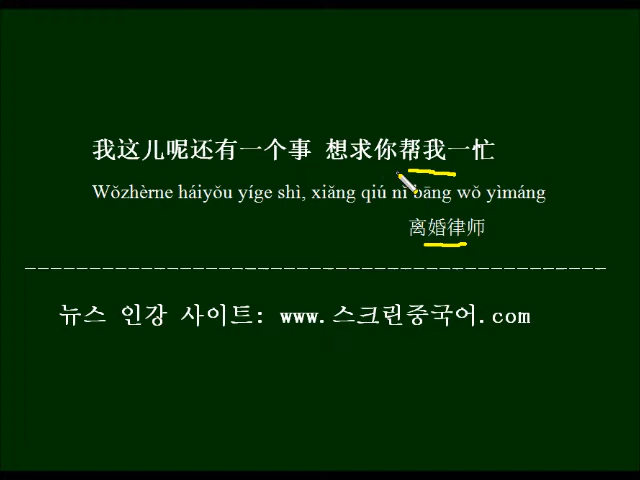 我这儿呢还有一个事 想求你帮我一忙
Wǒzhèrne háiyǒu yíge shì, xiǎng qiú nǐ bāng wǒ yìmáng
离婚律师
뉴스 인강 사이트: www.스크린중국어.com